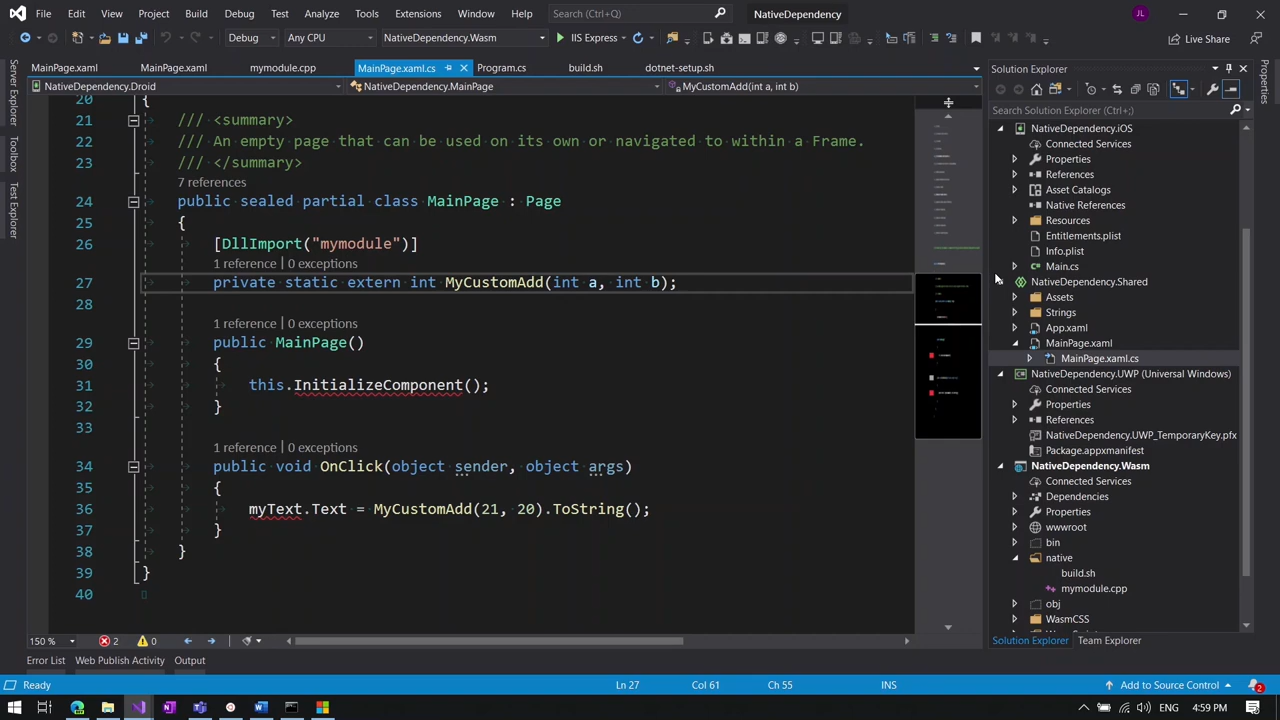 File Edit View Project Build Debug Test Analyze Tools Extensions Window Help Search (Ctrl+Q) NativeDependency JL
Debug Any CPU NativeDependency.Wasm IIS Express Live Share
MainPage.xaml MainPage.xaml mymodule.cpp MainPage.xaml.cs Program.cs build.sh dotnet-setup.sh
NativeDependency.Droid NativeDependency.MainPage MyCustomAdd(int a, int b)
Server Explorer
Toolbox
Test Explorer
20 {
21 /// <summary>
22 /// An empty page that can be used on its own or navigated to within a Frame.
23 /// </summary>
7 references
24 public sealed partial class MainPage : Page
25 {
26 [DllImport("mymodule")]
1 reference | 0 exceptions
27 private static extern int MyCustomAdd(int a, int b);
28
1 reference | 0 exceptions
29 public MainPage()
30 {
31 this.InitializeComponent();
32 }
33
1 reference | 0 exceptions
34 public void OnClick(object sender, object args)
35 {
36 myText.Text = MyCustomAdd(21, 20).ToString();
37 }
38 }
39 }
40
150 % 2 0
Solution Explorer
Search Solution Explorer (Ctrl+;)
NativeDependency.iOS
Connected Services
Properties
References
Asset Catalogs
Native References
Resources
Entitlements.plist
Info.plist
Main.cs
NativeDependency.Shared
Assets
Strings
App.xaml
MainPage.xaml
MainPage.xaml.cs
NativeDependency.UWP (Universal Windows)
Connected Services
Properties
References
NativeDependency.UWP_TemporaryKey.pfx
Package.appxmanifest
NativeDependency.Wasm
Connected Services
Dependencies
Properties
wwwroot
bin
native
build.sh
mymodule.cpp
obj
WasmCSS
Solution Explorer Team Explorer
Properties
Error List Web Publish Activity Output
Ready Ln 27 Col 61 Ch 55 INS Add to Source Control 2
ENG 4:59 PM